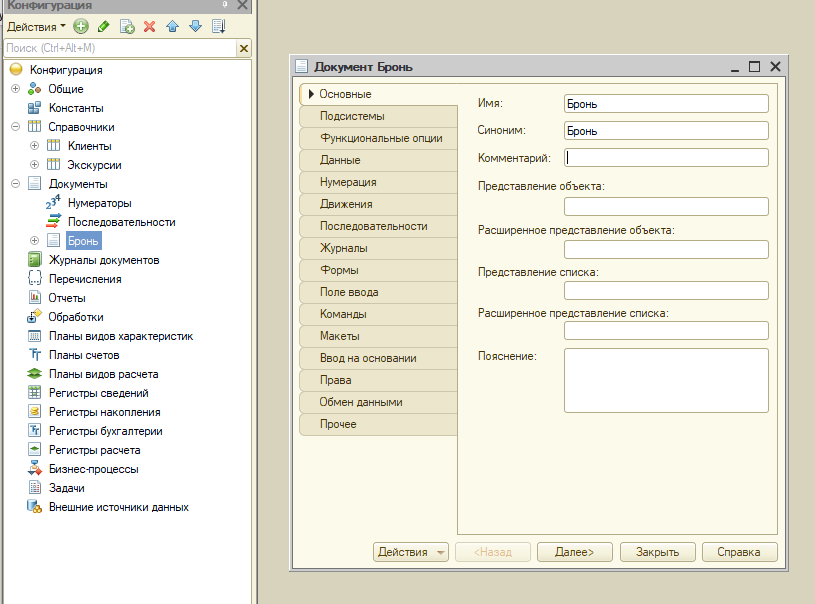 Конфигурация
Действия
Поиск (Ctrl+Alt+M)
Конфигурация
Общие
Константы
Справочники
Клиенты
Экскурсии
Документы
Нумераторы
Последовательности
Бронь
Журналы документов
Перечисления
Отчеты
Обработки
Планы видов характеристик
Планы счетов
Планы видов расчета
Регистры сведений
Регистры накопления
Регистры бухгалтерии
Регистры расчета
Бизнес-процессы
Задачи
Внешние источники данных
Документ Бронь
Основные
Подсистемы
Функциональные опции
Данные
Нумерация
Движения
Последовательности
Журналы
Формы
Поле ввода
Команды
Макеты
Ввод на основании
Права
Обмен данными
Прочее
Имя: Бронь
Синоним: Бронь
Комментарий:
Представление объекта:
Расширенное представление объекта:
Представление списка:
Расширенное представление списка:
Пояснение:
Действия <Назад Далее> Закрыть Справка